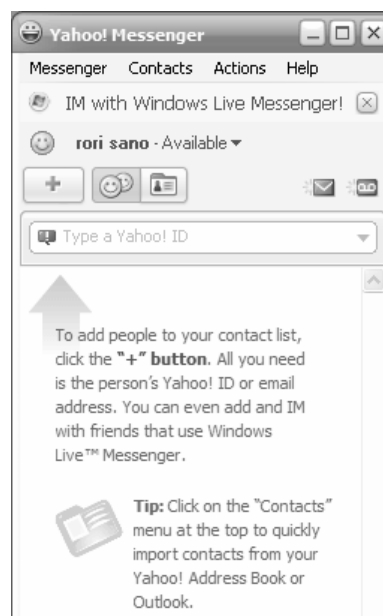 Yahoo! Messenger
Messenger Contacts Actions Help
IM with Windows Live Messenger!
rori sano · Available
+
Type a Yahoo! ID
To add people to your contact list,
click the "+" button. All you need
is the person's Yahoo! ID or email
address. You can even add and IM
with friends that use Windows
Live™ Messenger.
Tip: Click on the "Contacts"
menu at the top to quickly
import contacts from your
Yahoo! Address Book or
Outlook.